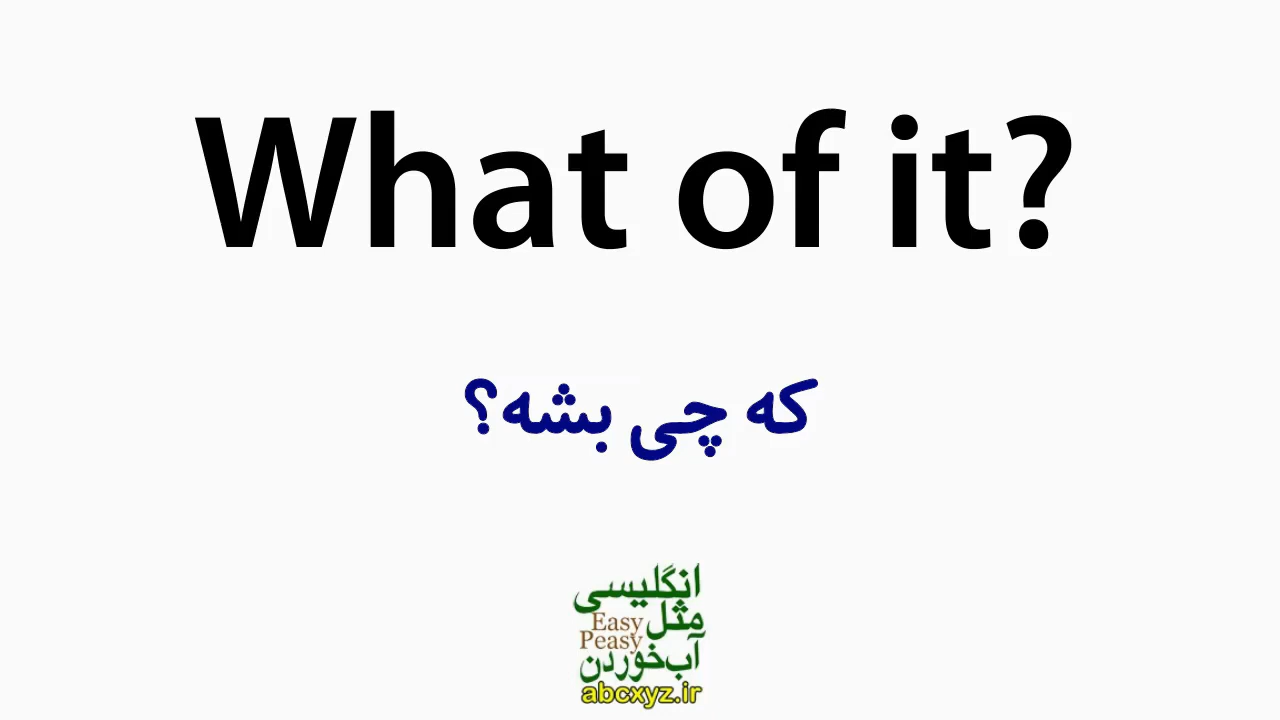 What of it?
که چی بشه؟
انگلیسی
مثل
Easy
Peasy
آب‌خوردن
abcxyz.ir